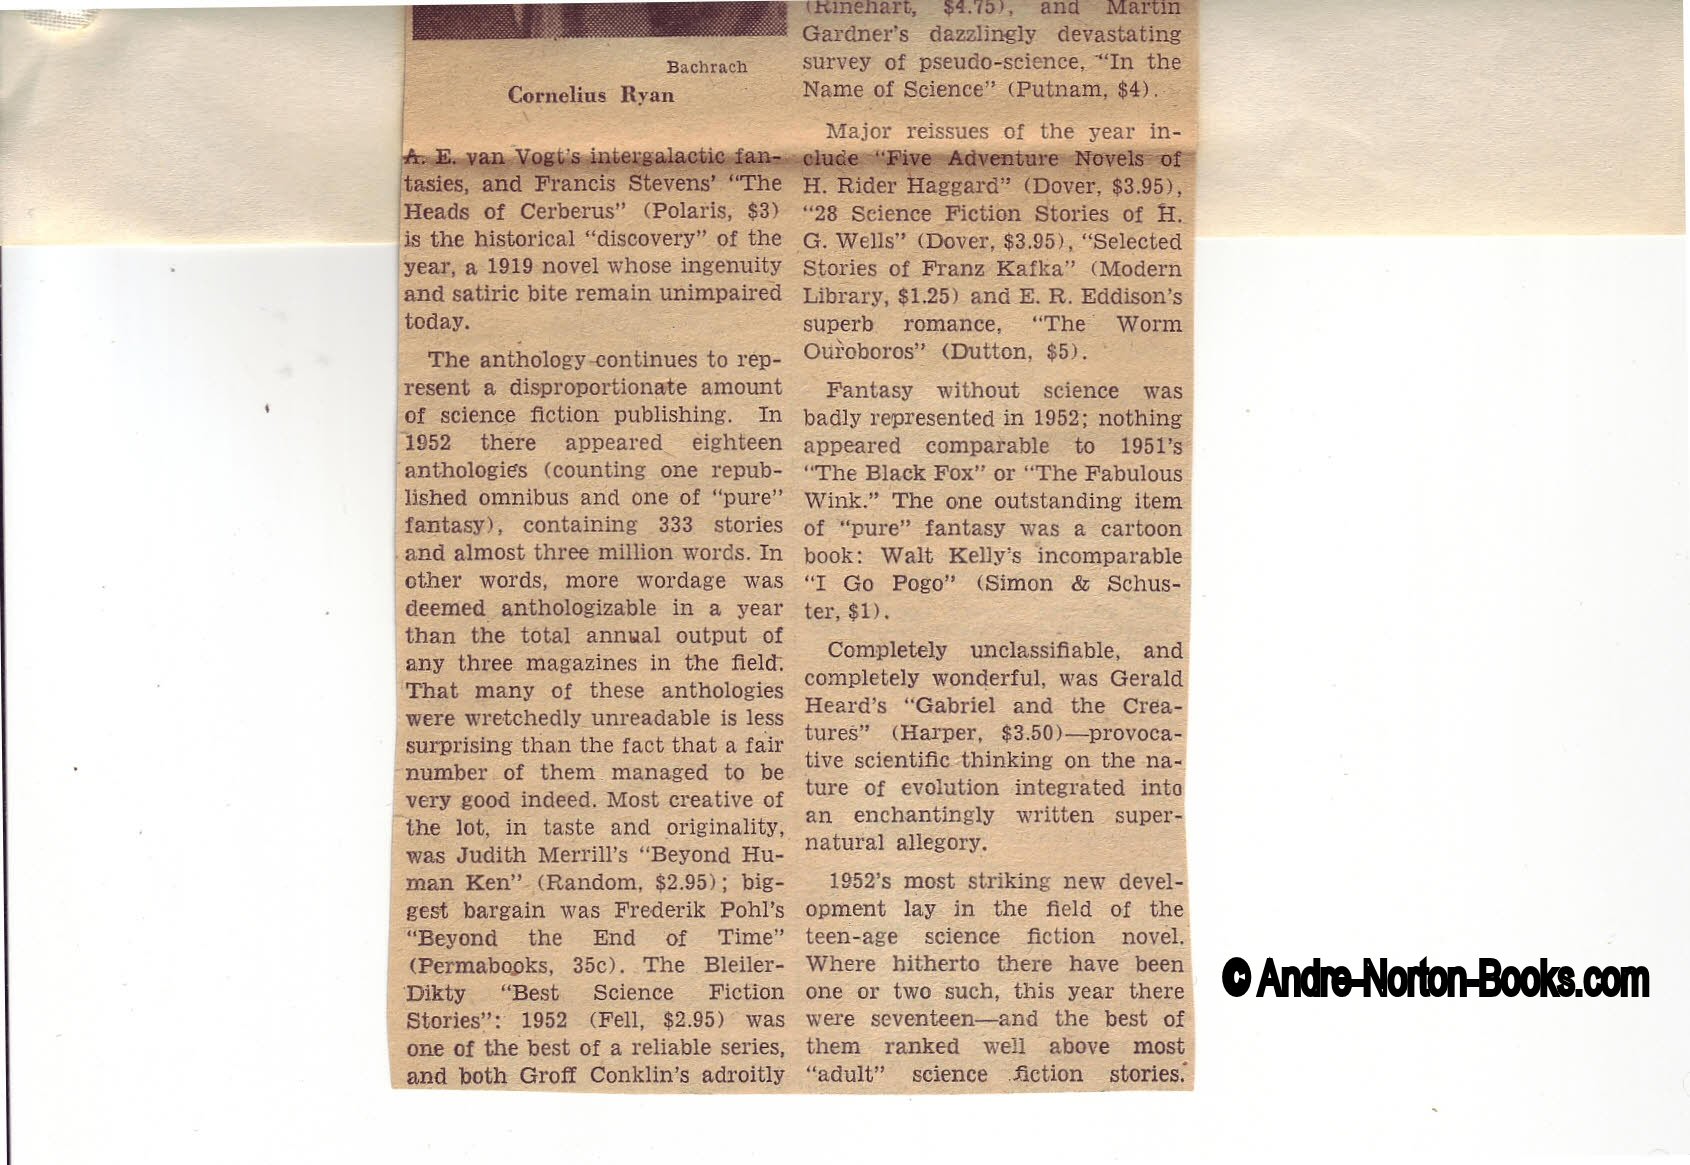 Bachrach
Cornelius Ryan
A. E. van Vogt's intergalactic fan-
tasies, and Francis Stevens' "The
Heads of Cerberus" (Polaris, $3)
is the historical "discovery" of the
year, a 1919 novel whose ingenuity
and satiric bite remain unimpaired
today.
The anthology continues to rep-
resent a disproportionate amount
of science fiction publishing. In
1952 there appeared eighteen
anthologies (counting one repub-
lished omnibus and one of "pure"
fantasy), containing 333 stories
and almost three million words. In
other words, more wordage was
deemed anthologizable in a year
than the total annual output of
any three magazines in the field.
That many of these anthologies
were wretchedly unreadable is less
surprising than the fact that a fair
number of them managed to be
very good indeed. Most creative of
the lot, in taste and originality,
was Judith Merrill's "Beyond Hu-
man Ken" (Random, $2.95); big-
gest bargain was Frederik Pohl's
"Beyond the End of Time"
(Permabooks, 35c). The Bleiler-
Dikty "Best Science Fiction
Stories": 1952 (Fell, $2.95) was
one of the best of a reliable series,
and both Groff Conklin's adroitly
(Rinehart, $4.75), and Martin
Gardner's dazzlingly devastating
survey of pseudo-science, "In the
Name of Science" (Putnam, $4).
Major reissues of the year in-
clude "Five Adventure Novels of
H. Rider Haggard" (Dover, $3.95),
"28 Science Fiction Stories of H.
G. Wells" (Dover, $3.95), "Selected
Stories of Franz Kafka" (Modern
Library, $1.25) and E. R. Eddison's
superb romance, "The Worm
Ouroboros" (Dutton, $5).
Fantasy without science was
badly represented in 1952; nothing
appeared comparable to 1951's
"The Black Fox" or "The Fabulous
Wink." The one outstanding item
of "pure" fantasy was a cartoon
book: Walt Kelly's incomparable
"I Go Pogo" (Simon & Schus-
ter, $1).
Completely unclassifiable, and
completely wonderful, was Gerald
Heard's "Gabriel and the Crea-
tures" (Harper, $3.50)—provoca-
tive scientific thinking on the na-
ture of evolution integrated into
an enchantingly written super-
natural allegory.
1952's most striking new devel-
opment lay in the field of the
teen-age science fiction novel.
Where hitherto there have been
one or two such, this year there
were seventeen—and the best of
them ranked well above most
"adult" science fiction stories.
© Andre-Norton-Books.com